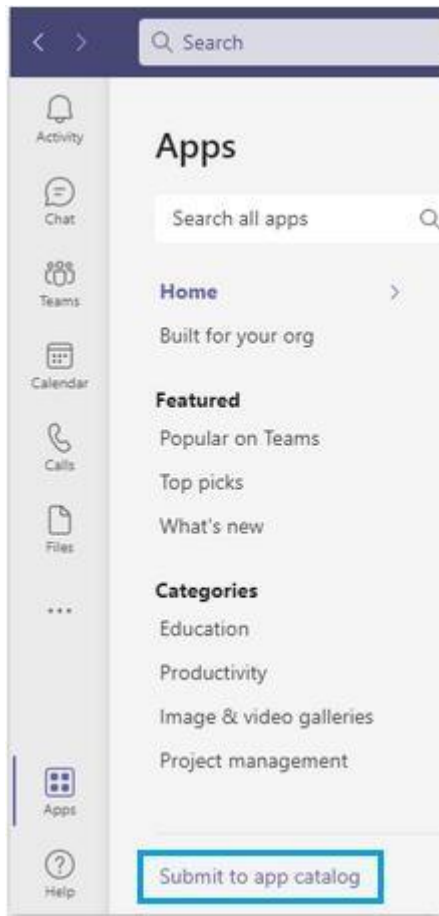 Search
Activity
Chat
Teams
Calendar
Calls
Files
Apps
Help
Apps
Search all apps
Home
Built for your org
Featured
Popular on Teams
Top picks
What's new
Categories
Education
Productivity
Image & video galleries
Project management
Submit to app catalog